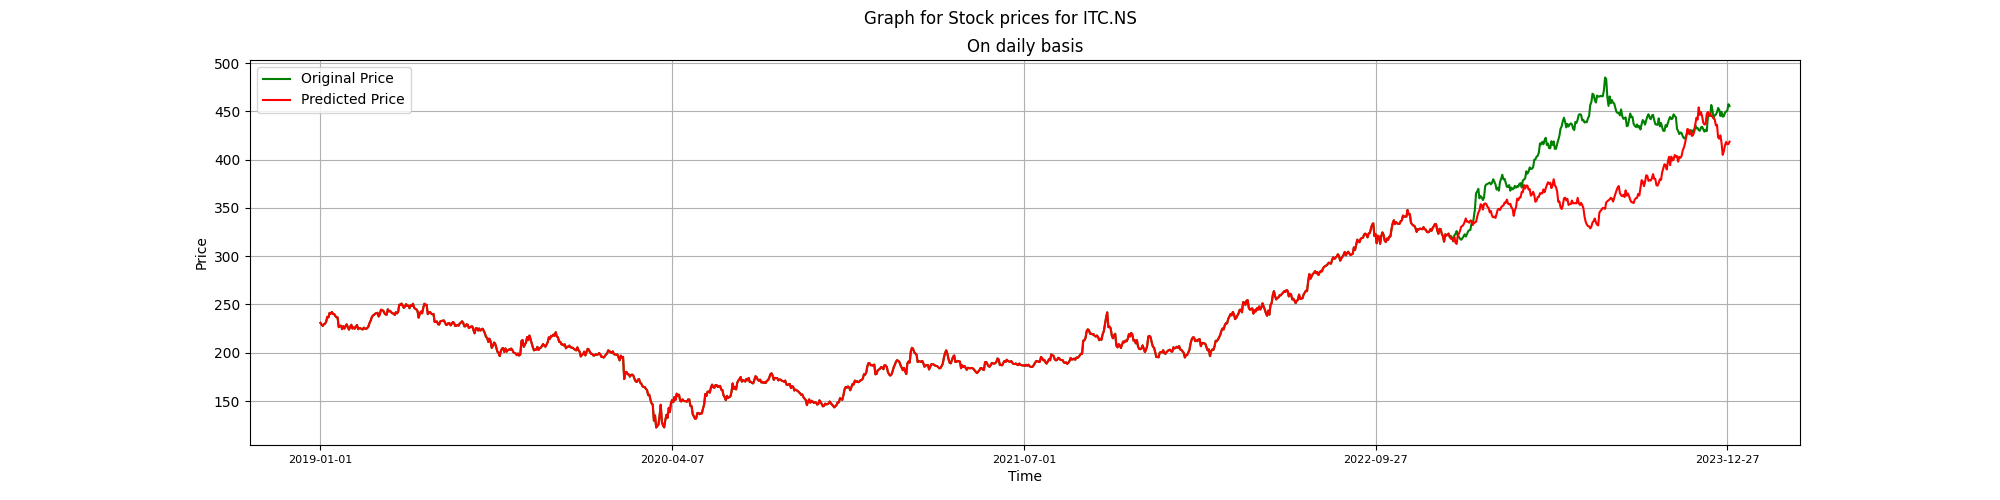 Graph for Stock prices for ITC.NS
On daily basis
Original Price
Predicted Price
500
450
400
350
300
250
200
150
Price
2019-01-01
2020-04-07
2021-07-01
2022-09-27
2023-12-27
Time